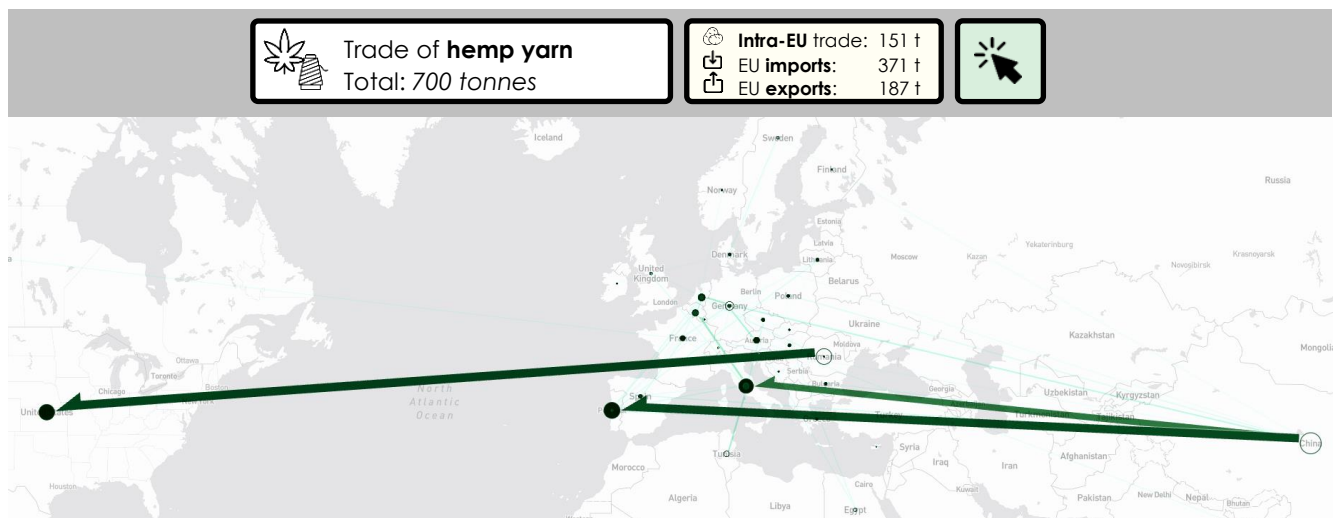 Trade of hemp yarn
Total: 700 tonnes
Intra-EU trade: 151 t
EU imports: 371 t
EU exports: 187 t
Iceland
Sweden
Finland
Russia
Norway
Estonia
Latvia
Yekaterinburg
Denmark
Lithuania
Moscow
Kazan
Krasnoyarsk
Novosibirsk
United
Kingdom
Belarus
Berlin
Poland
London
Germany
Ukraine
Kazakhstan
France
Austria
Moldova
Mongolia
Romania
Ottawa
Toronto
Serbia
Chicago
Boston
North
Atlantic
Ocean
Bulgaria
Georgia
Uzbekistan
Kyrgyzstan
Spain
United States
Turkey
Turkmenistan
Tajikistan
China
Tunisia
Syria
Afghanistan
Morocco
Iraq
Iran
Houston
Cairo
Kuwait
Algeria
Libya
Pakistan
New Delhi
Nepal
Bhutan
Egypt